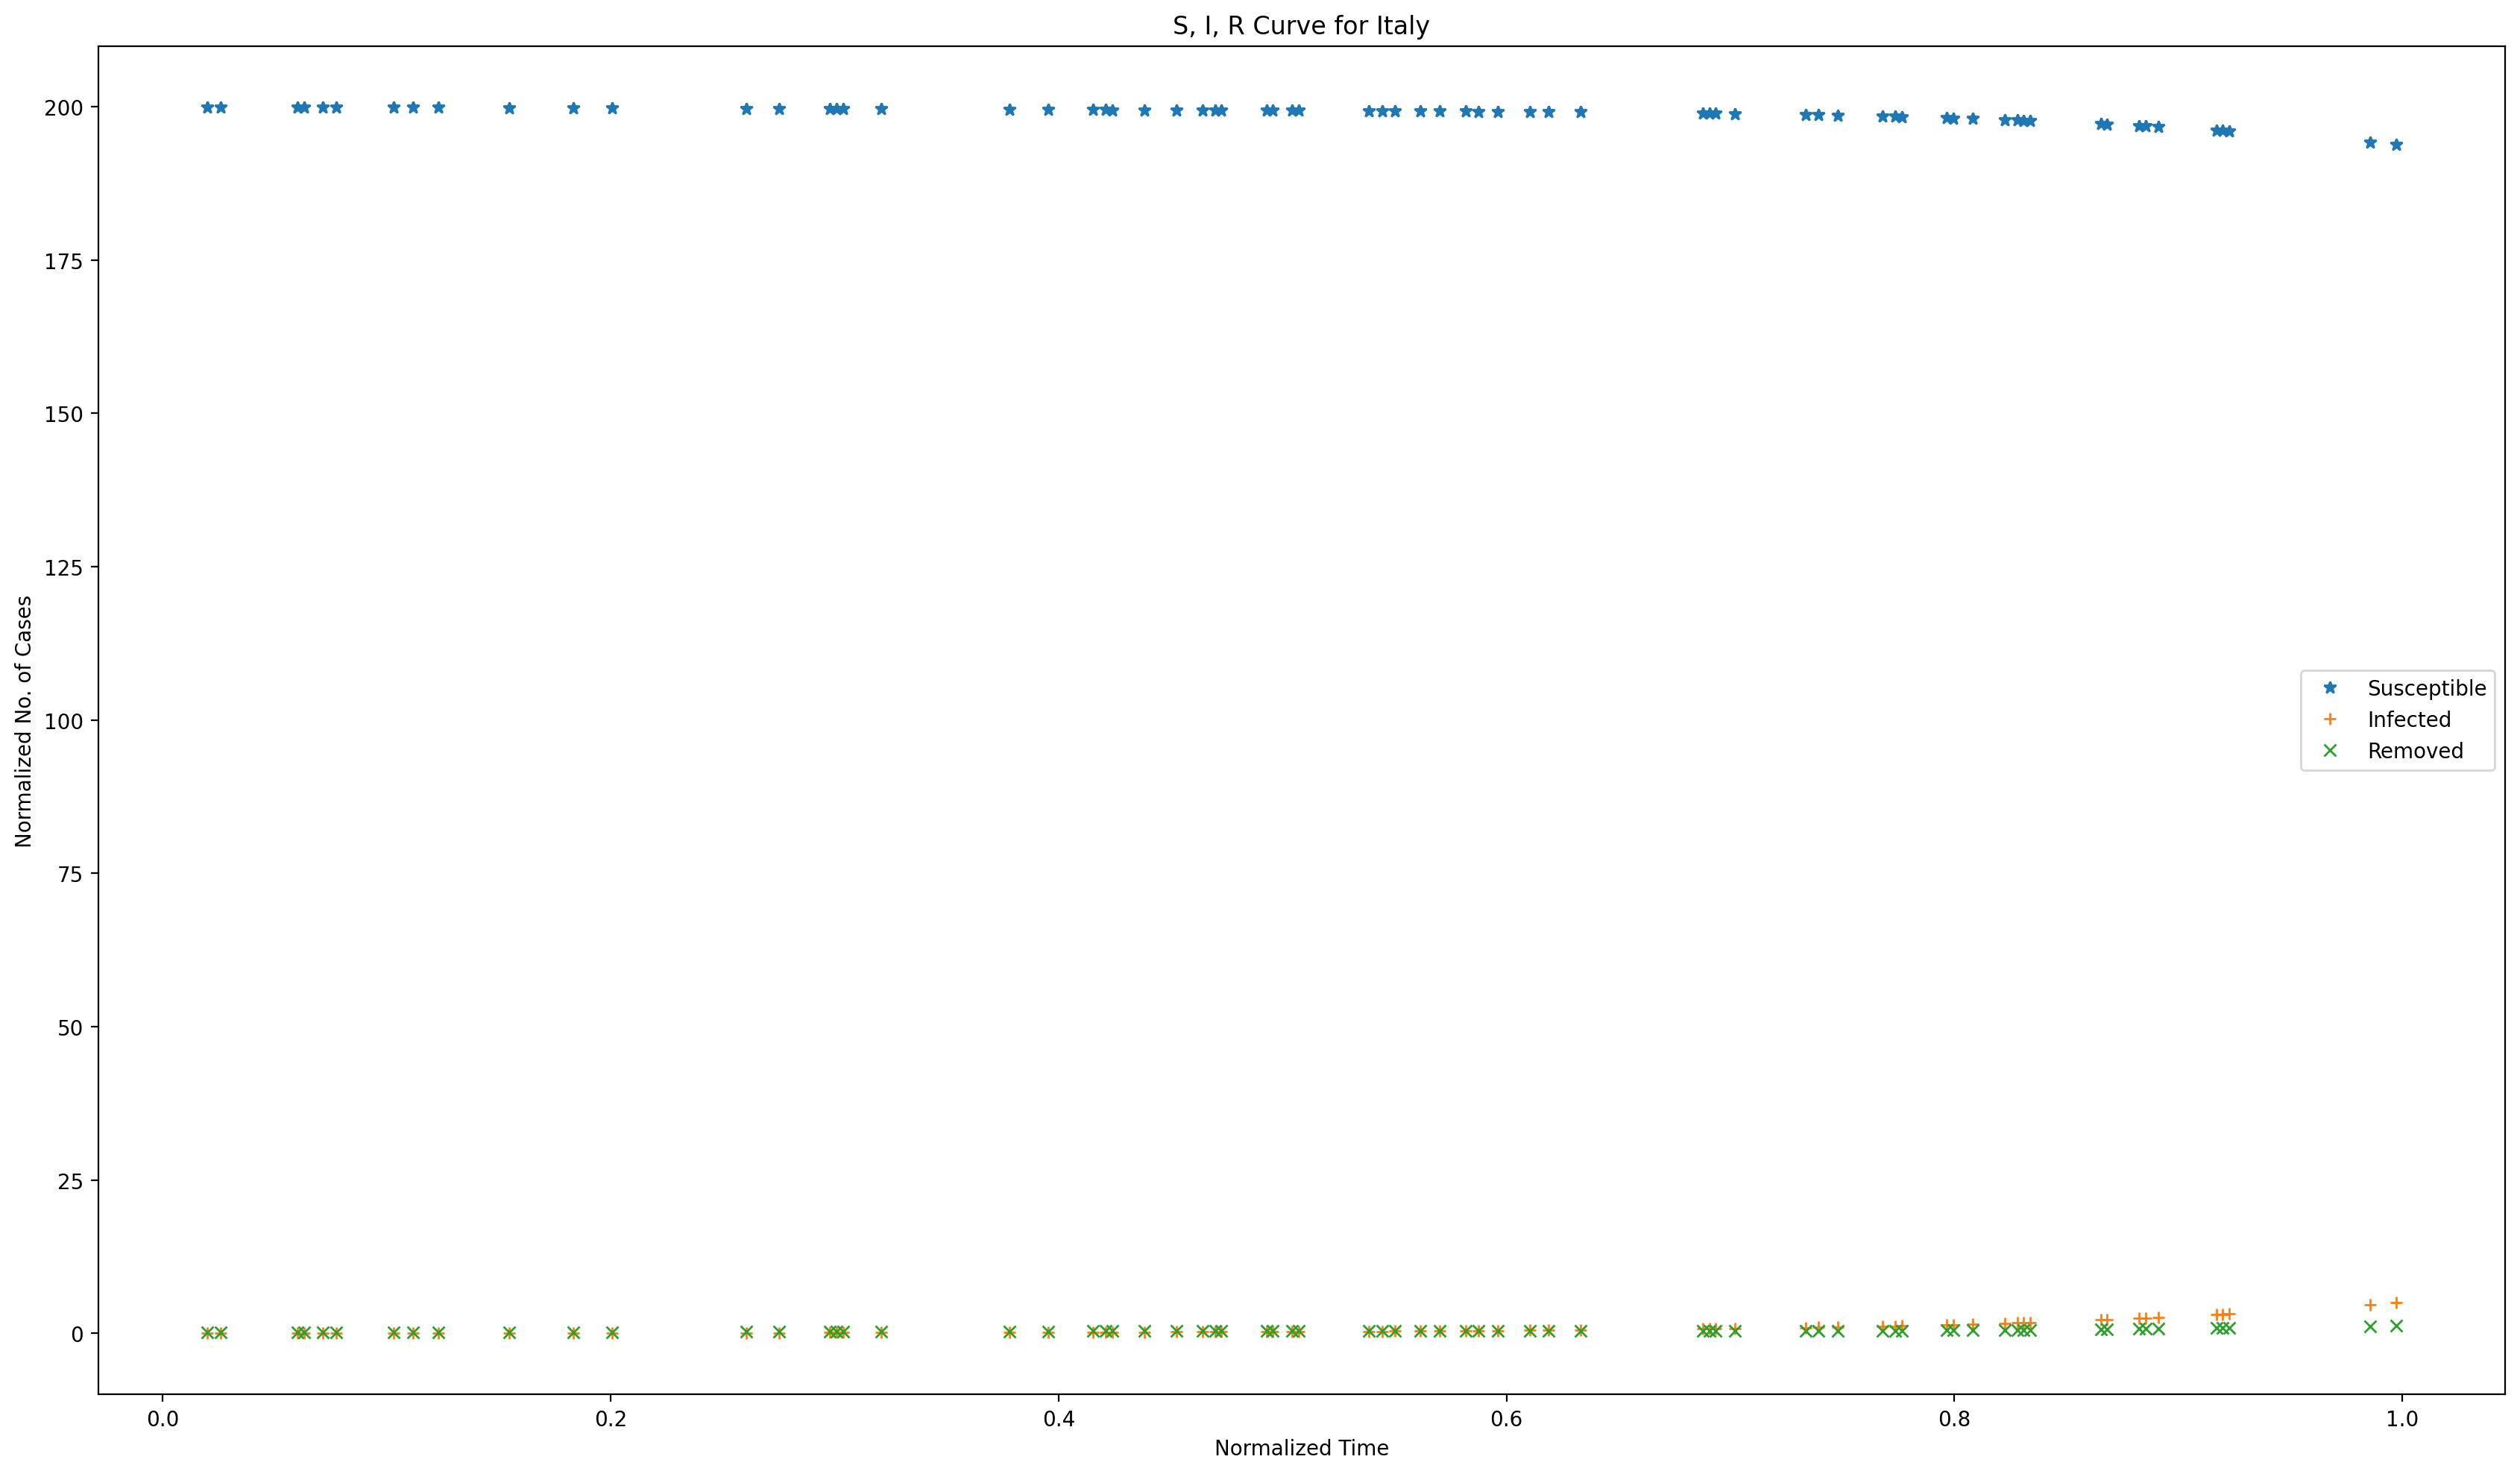 S, I, R Curve for Italy
Normalized No. of Cases
200
175
150
125
100
75
50
25
0
Susceptible
Infected
Removed
0.0
0.2
0.4
0.6
0.8
1.0
Normalized Time